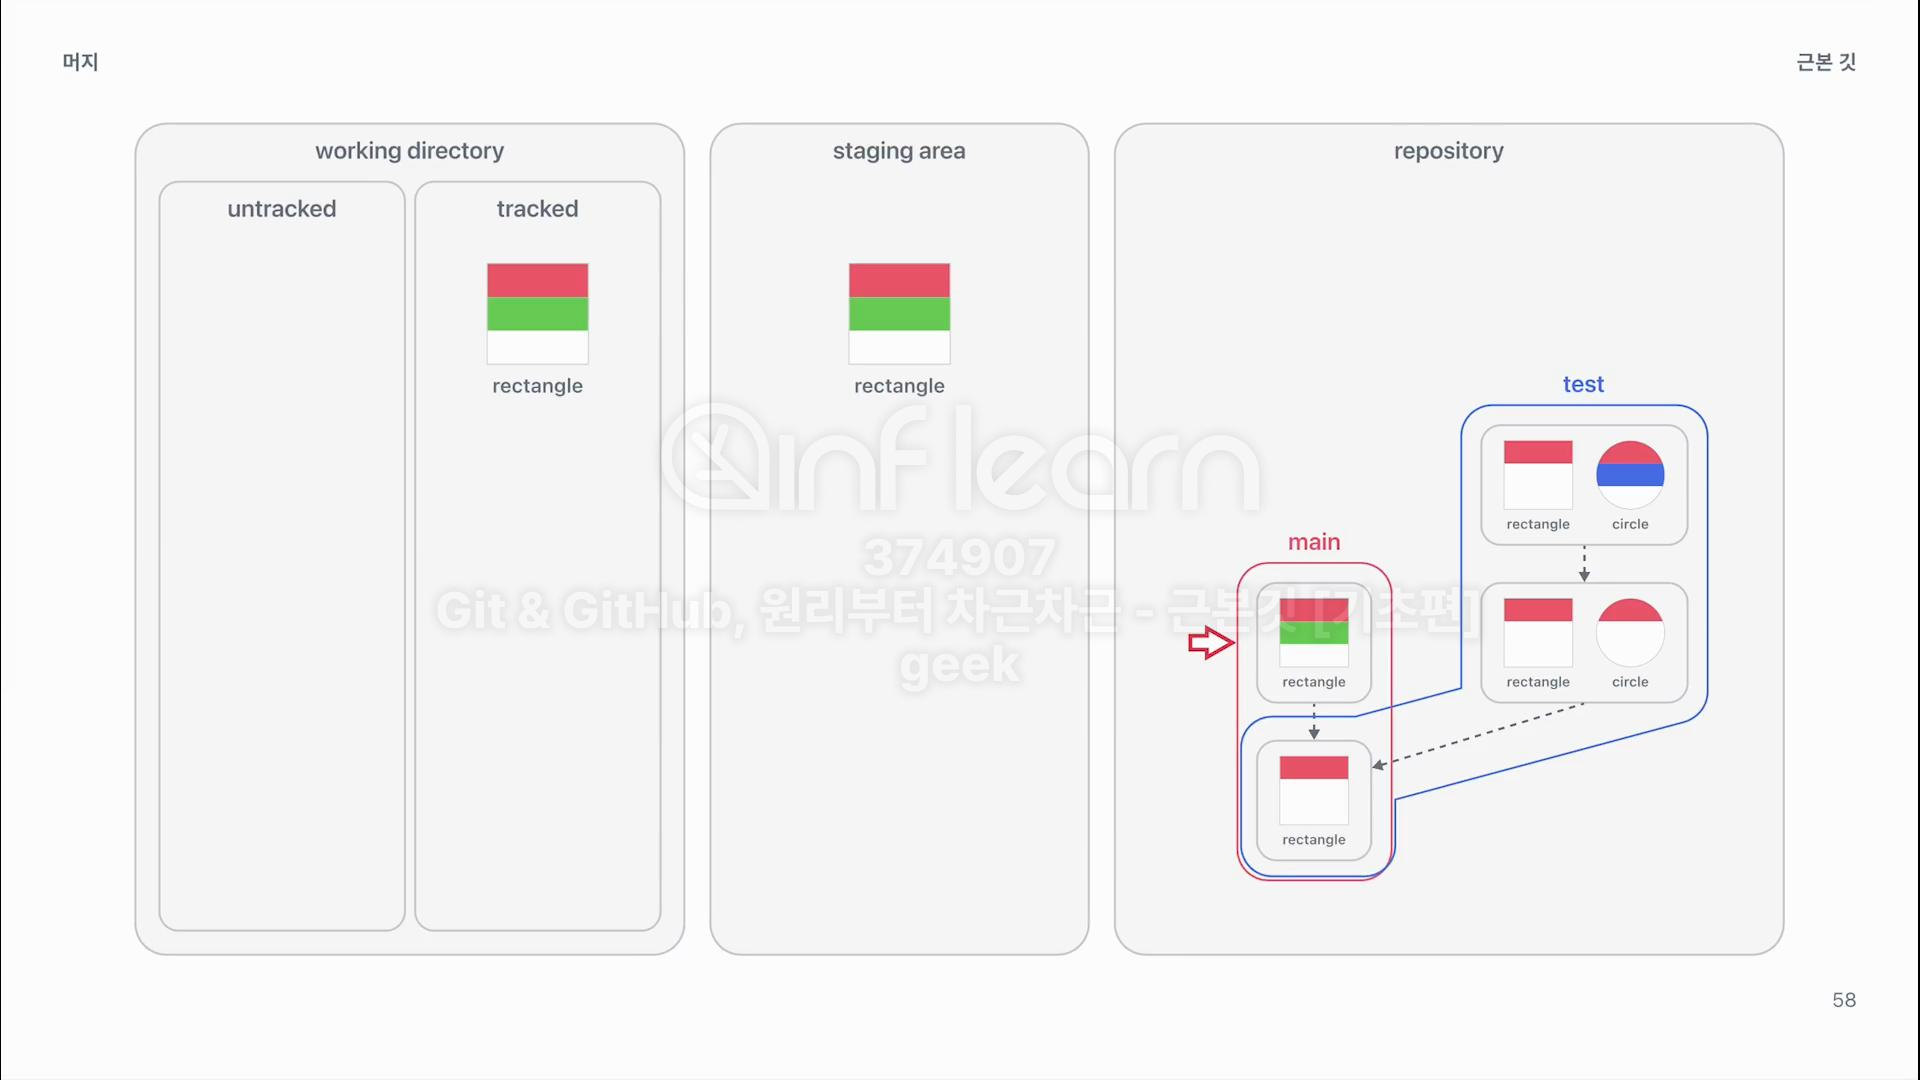 머지
근본 깃
working directory
staging area
repository
untracked
tracked
rectangle
rectangle
test
rectangle
circle
main
rectangle
circle
rectangle
rectangle
inflearn
374907
Git & GitHub, 원리부터 차근차근 - 근본깃 [기초편]
geek
58